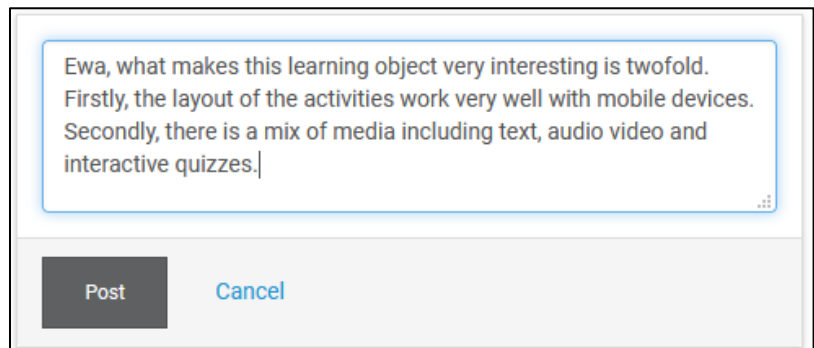 Ewa, what makes this learning object very interesting is twofold.
Firstly, the layout of the activities work very well with mobile devices.
Secondly, there is a mix of media including text, audio video and
interactive quizzes.
Post Cancel